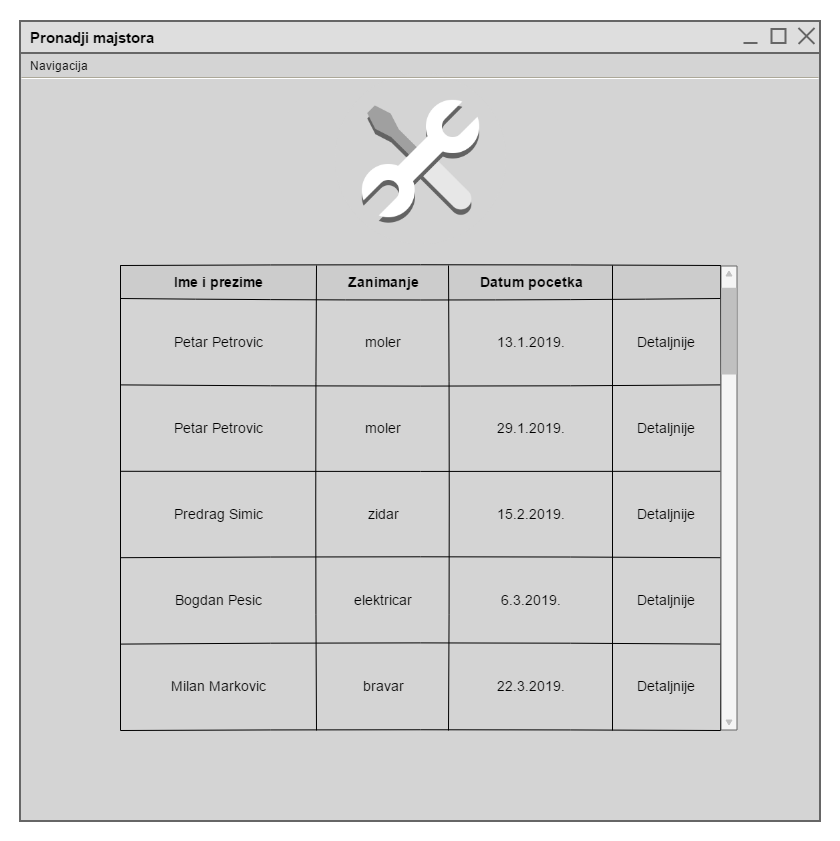 Pronadji majstora
Navigacija
Ime i prezime Zanimanje Datum pocetka
Petar Petrovic moler 13.1.2019. Detaljnije
Petar Petrovic moler 29.1.2019. Detaljnije
Predrag Simic zidar 15.2.2019. Detaljnije
Bogdan Pesic elektricar 6.3.2019. Detaljnije
Milan Markovic bravar 22.3.2019. Detaljnije